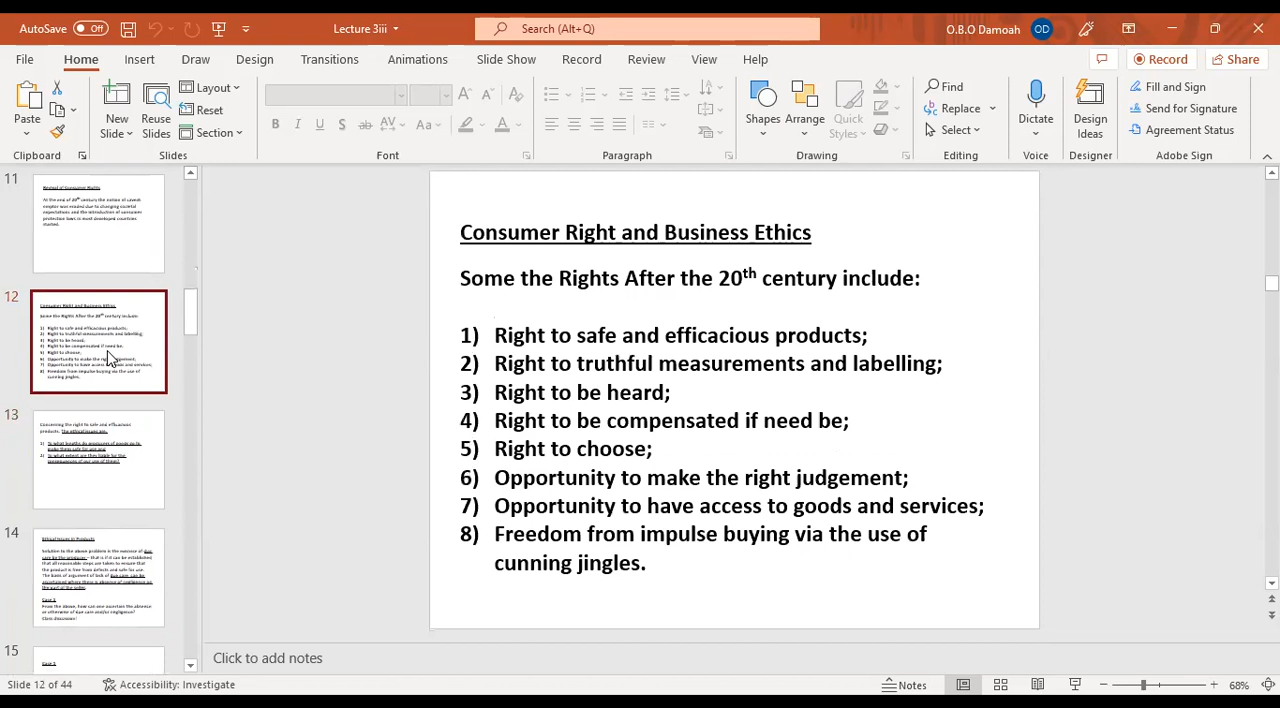 AutoSave Off Lecture 3iii Search (Alt+Q) O.B.O Damoah OD
File Home Insert Draw Design Transitions Animations Slide Show Record Review View Help Record Share
Paste New Slide Reuse Slides Layout Reset Section Shapes Arrange Quick Styles Find Replace Select Dictate Design Ideas Fill and Sign Send for Signature Agreement Status
Clipboard Slides Font Paragraph Drawing Editing Voice Designer Adobe Sign
11
Consumer Right and Business Ethics
Some the Rights After the 20th century include:
1) Right to safe and efficacious products;
2) Right to truthful measurements and labelling;
3) Right to be heard;
4) Right to be compensated if need be;
5) Right to choose;
6) Opportunity to make the right judgement;
7) Opportunity to have access to goods and services;
8) Freedom from impulse buying via the use of
cunning jingles.
12
13
14
15
Click to add notes
Slide 12 of 44 Accessibility: Investigate Notes 68%